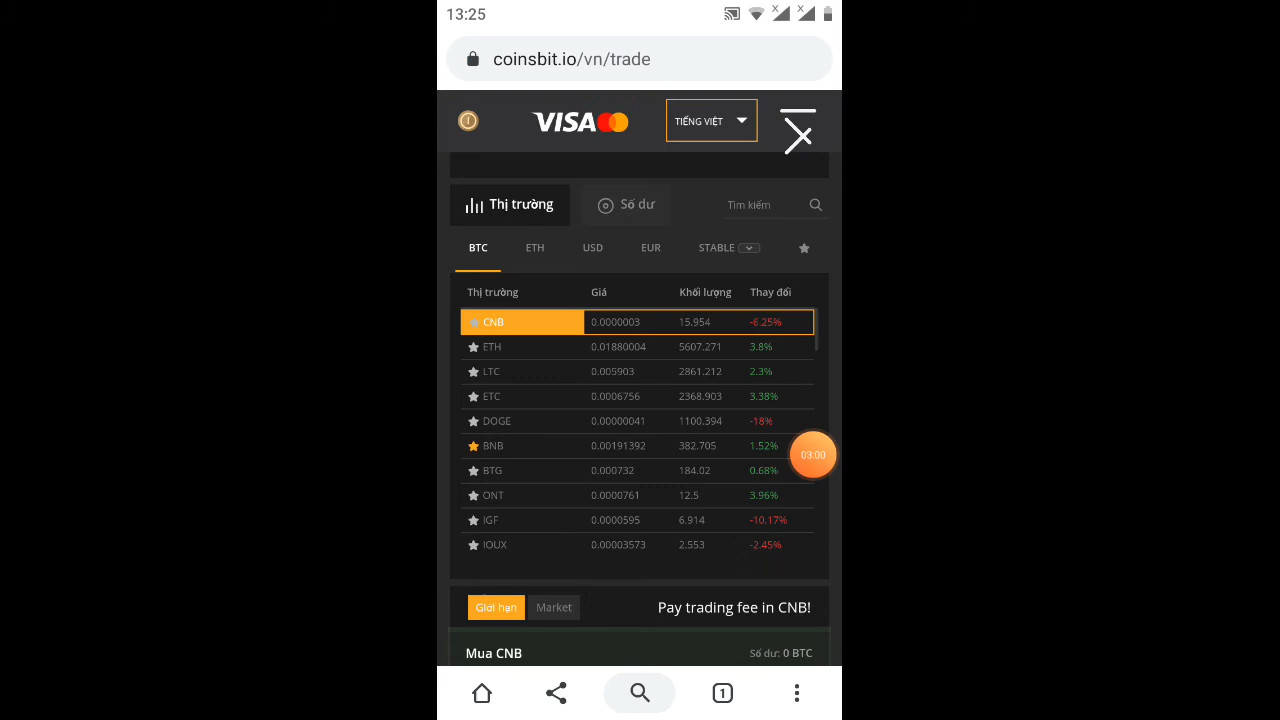 13:25
coinsbit.io/vn/trade
VISA
TIẾNG VIỆT
Thị trường Số dư Tìm kiếm
BTC ETH USD EUR STABLE
Thị trường Giá Khối lượng Thay đổi
CNB 0.0000003 15.954 -6.25%
ETH 0.01880004 5607.271 3.8%
LTC 0.005903 2861.212 2.3%
ETC 0.0006756 2368.903 3.38%
DOGE 0.00000041 1100.394 -18%
BNB 0.00191392 382.705 1.52%
03:00
BTG 0.000732 184.02 0.68%
ONT 0.0000761 12.5 3.96%
IGF 0.0000595 6.914 -10.17%
IOUX 0.00003573 2.553 -2.45%
Giới hạn Market Pay trading fee in CNB!
Mua CNB Số dư: 0 BTC
1